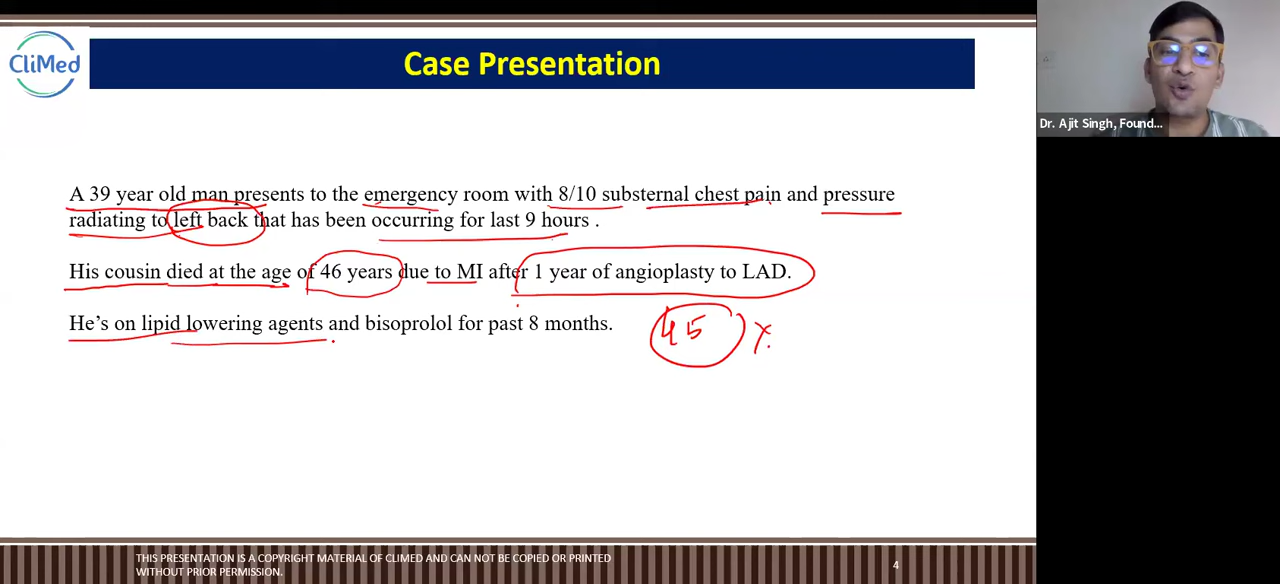 CliMed
Case Presentation
Dr. Ajit Singh, Found...
A 39 year old man presents to the emergency room with 8/10 substernal chest pain and pressure
radiating to left back that has been occurring for last 9 hours .
His cousin died at the age of 46 years due to MI after 1 year of angioplasty to LAD.
He's on lipid lowering agents and bisoprolol for past 8 months.
45
THIS PRESENTATION IS A COPYRIGHT MATERIAL OF CLIMED AND CAN NOT BE COPIED OR PRINTED
WITHOUT PRIOR PERMISSION.
4